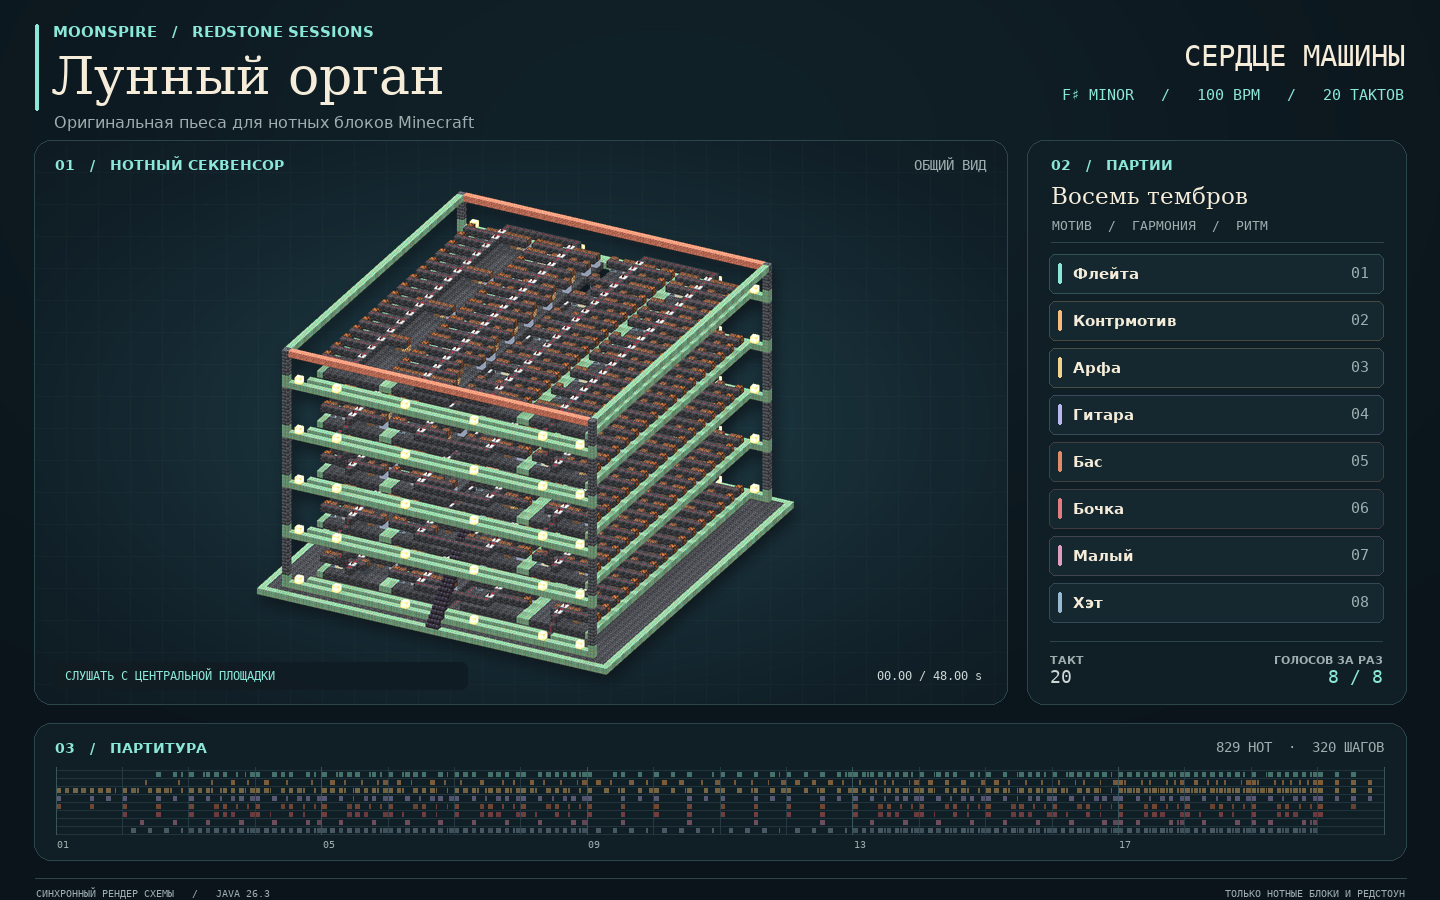 MOONSPIRE / REDSTONE SESSIONS
Лунный орган
Оригинальная пьеса для нотных блоков Minecraft
СЕРДЦЕ МАШИНЫ
F♯ MINOR / 100 BPM / 20 ТАКТОВ
01 / НОТНЫЙ СЕКВЕНСОР
ОБЩИЙ ВИД
СЛУШАТЬ С ЦЕНТРАЛЬНОЙ ПЛОЩАДКИ
00.00 / 48.00 s
02 / ПАРТИИ
Восемь тембров
МОТИВ / ГАРМОНИЯ / РИТМ
Флейта 01
Контрмотив 02
Арфа 03
Гитара 04
Бас 05
Бочка 06
Малый 07
Хэт 08
ТАКТ
20
ГОЛОСОВ ЗА РАЗ
8 / 8
03 / ПАРТИТУРА
829 НОТ · 320 ШАГОВ
01 05 09 13 17
СИНХРОННЫЙ РЕНДЕР СХЕМЫ / JAVA 26.3
ТОЛЬКО НОТНЫЕ БЛОКИ И РЕДСТОУН